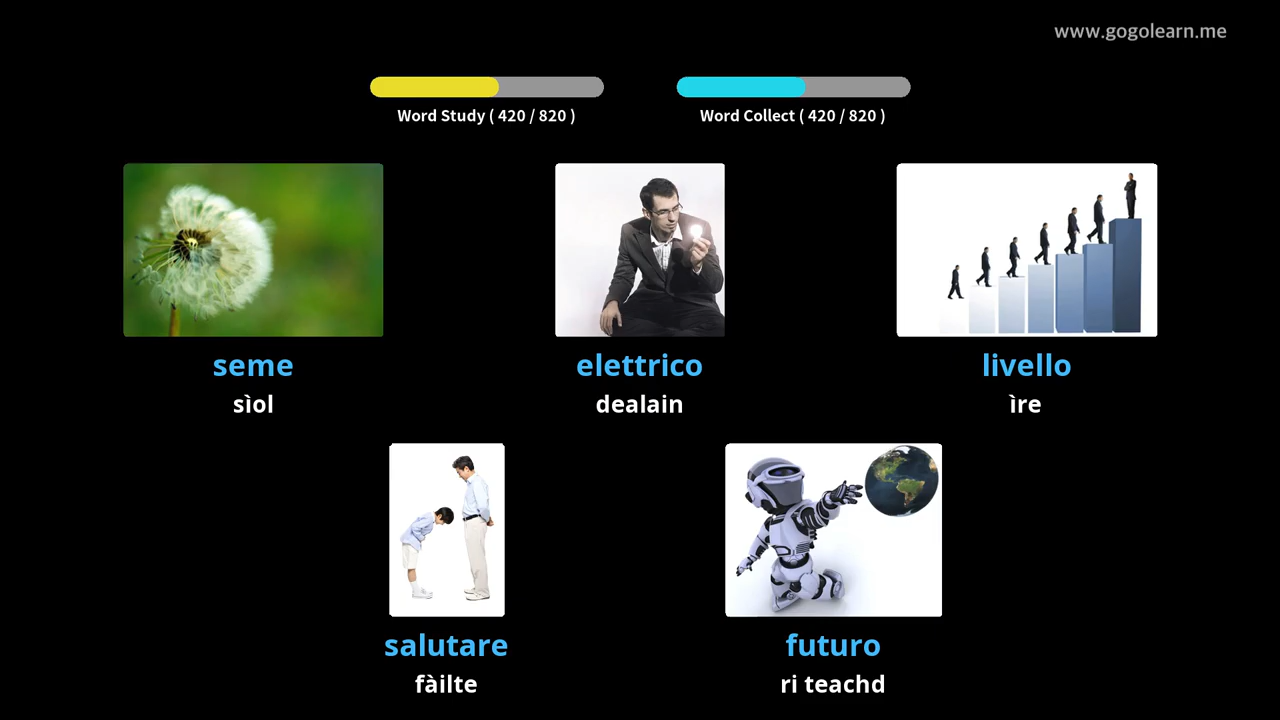 www.gogolearn.me
Word Study ( 420 / 820 )
Word Collect ( 420 / 820 )
seme
sìol
elettrico
dealain
livello
ìre
salutare
fàilte
futuro
ri teachd